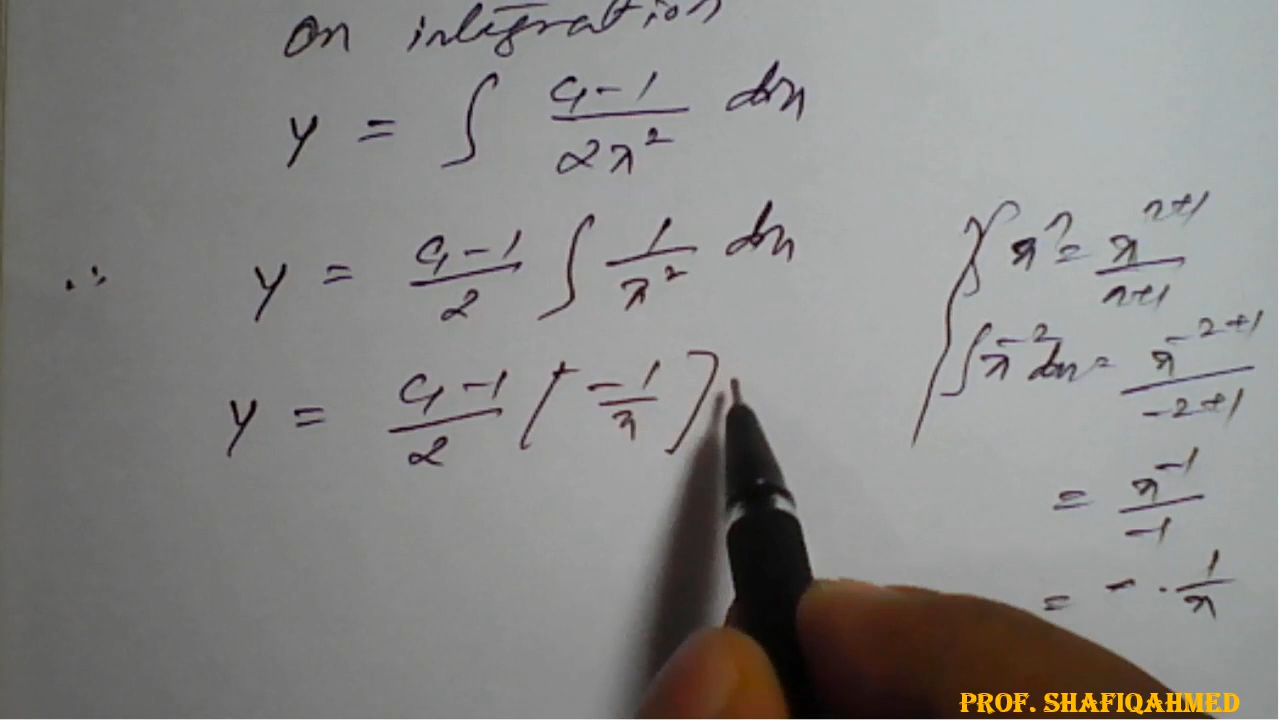 On integration
y = ∫ (C₁ - 1)/(2x²) dx
∴ y = (C₁ - 1)/2 ∫ 1/x² dx
y = (C₁ - 1)/2 (- 1/x)
∫ xⁿ = xⁿ⁺¹/(n+1)
∫ x⁻² dx = x⁻²⁺¹/(-2+1)
= x⁻¹/-1
= - · 1/x
PROF. SHAFIQAHMED